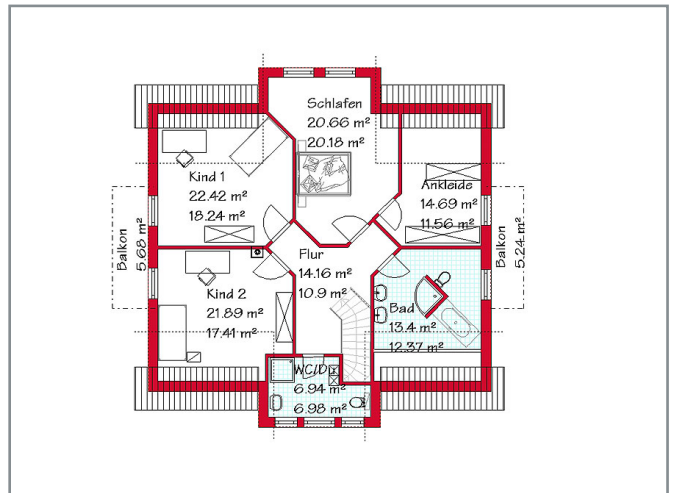 Schlafen
20.66 m²
20.18 m²
Kind 1
22.42 m²
18.24 m²
Ankleide
14.69 m²
11.56 m²
Balkon
5.68 m²
Balkon
5.24 m²
Flur
14.16 m²
10.9 m²
Kind 2
21.89 m²
17.41 m²
Bad
13.4 m²
12.37 m²
WC/D
6.94 m²
6.98 m²